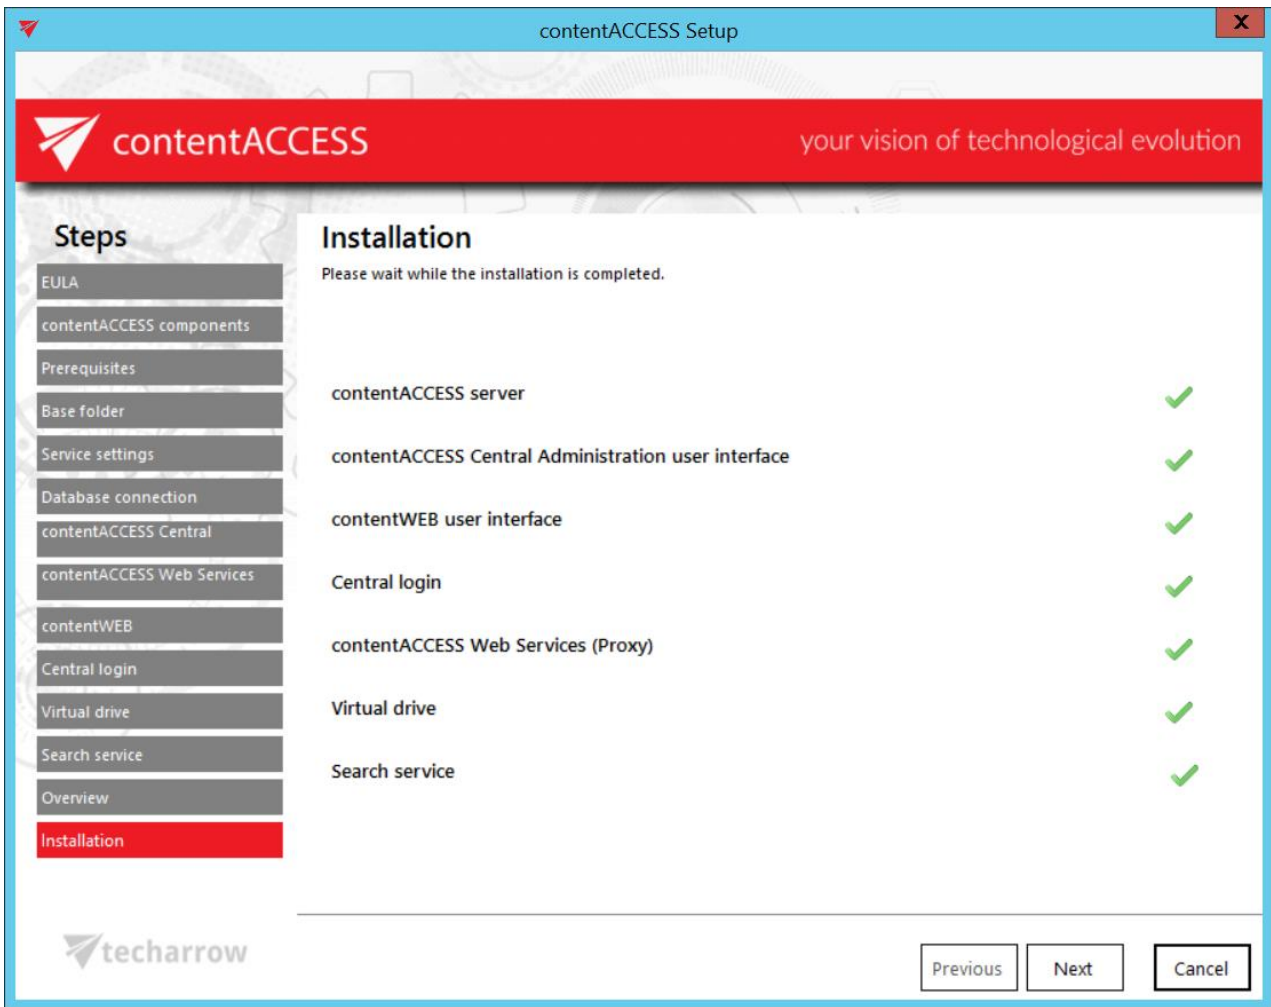 contentACCESS Setup
X
contentACCESS
your vision of technological evolution
Steps
EULA
contentACCESS components
Prerequisites
Base folder
Service settings
Database connection
contentACCESS Central
contentACCESS Web Services
contentWEB
Central login
Virtual drive
Search service
Overview
Installation
Installation
Please wait while the installation is completed.
contentACCESS server
contentACCESS Central Administration user interface
contentWEB user interface
Central login
contentACCESS Web Services (Proxy)
Virtual drive
Search service
techarrow
Previous
Next
Cancel